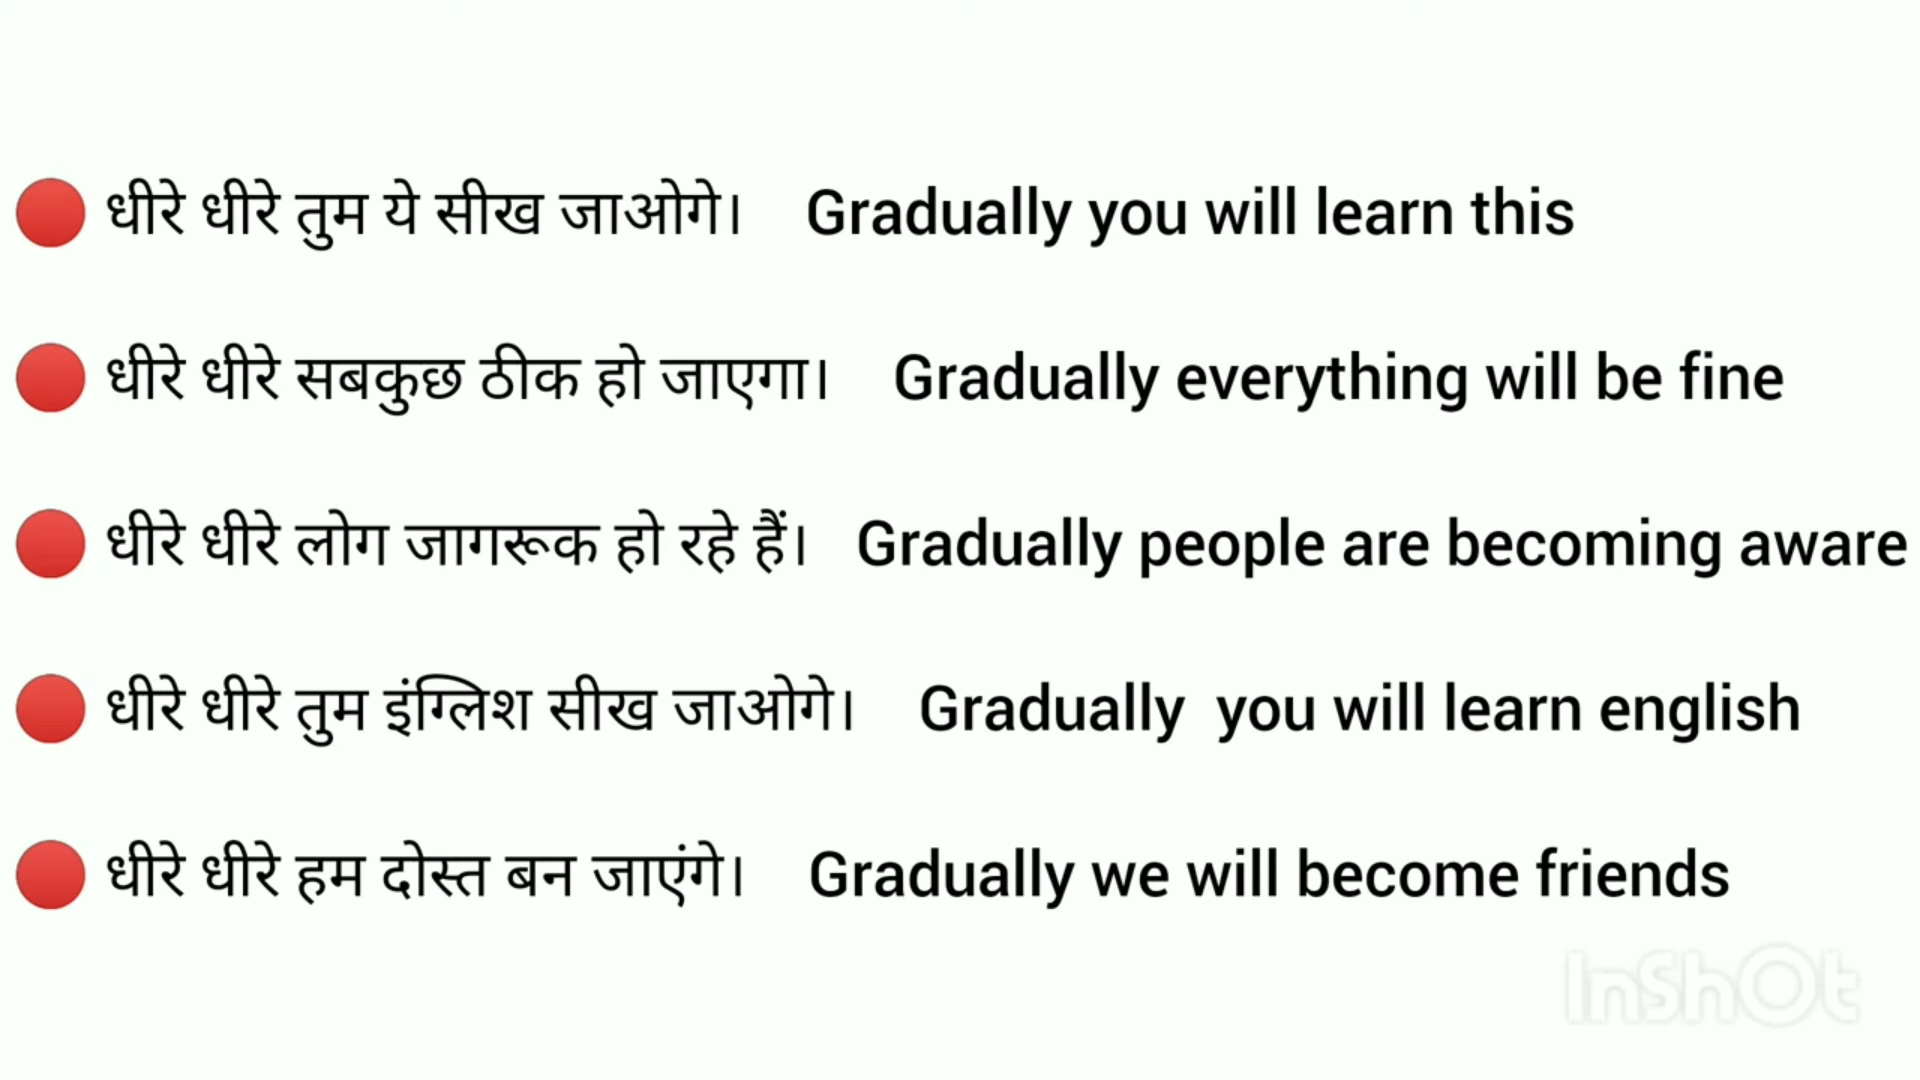 🔴 धीरे धीरे तुम ये सीख जाओगे। Gradually you will learn this
🔴 धीरे धीरे सबकुछ ठीक हो जाएगा। Gradually everything will be fine
🔴 धीरे धीरे लोग जागरूक हो रहे हैं। Gradually people are becoming aware
🔴 धीरे धीरे तुम इंग्लिश सीख जाओगे। Gradually you will learn english
🔴 धीरे धीरे हम दोस्त बन जाएंगे। Gradually we will become friends
InShOt